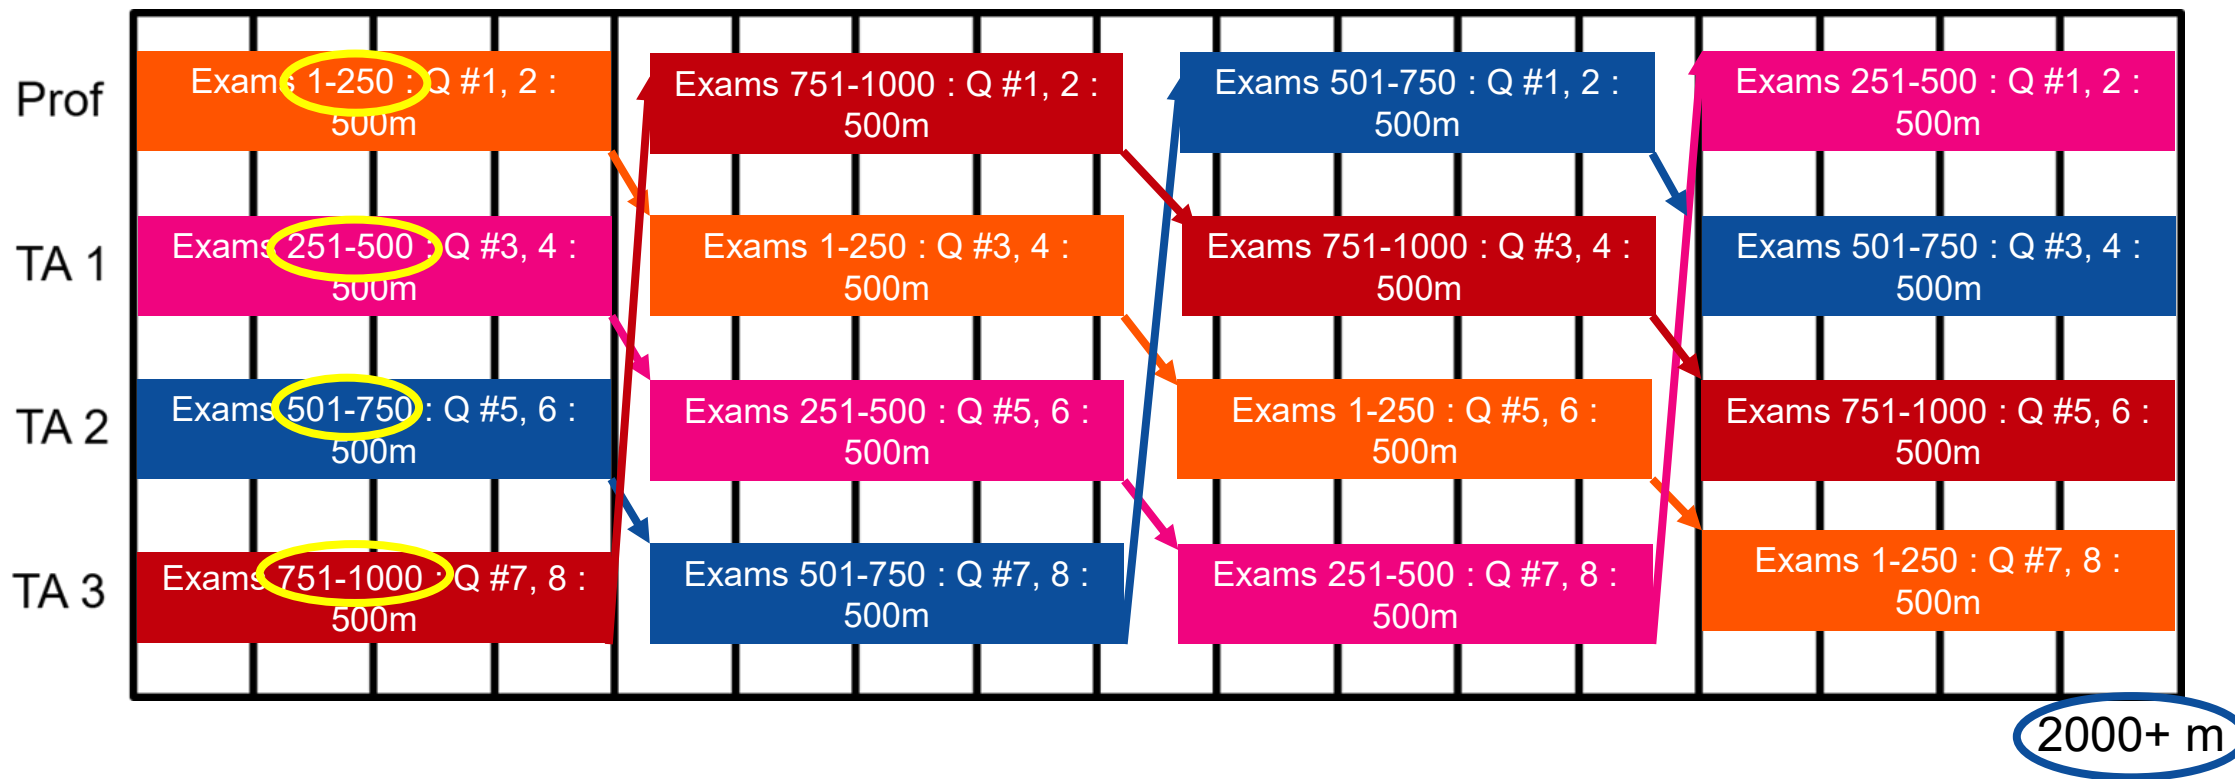 Prof
Exams 1-250 : Q #1, 2 :
500m
Exams 751-1000 : Q #1, 2 :
500m
Exams 501-750 : Q #1, 2 :
500m
Exams 251-500 : Q #1, 2 :
500m
TA 1
Exams 251-500 : Q #3, 4 :
500m
Exams 1-250 : Q #3, 4 :
500m
Exams 751-1000 : Q #3, 4 :
500m
Exams 501-750 : Q #3, 4 :
500m
TA 2
Exams 501-750 : Q #5, 6 :
500m
Exams 251-500 : Q #5, 6 :
500m
Exams 1-250 : Q #5, 6 :
500m
Exams 751-1000 : Q #5, 6 :
500m
TA 3
Exams 751-1000 : Q #7, 8 :
500m
Exams 501-750 : Q #7, 8 :
500m
Exams 251-500 : Q #7, 8 :
500m
Exams 1-250 : Q #7, 8 :
500m
2000+ m